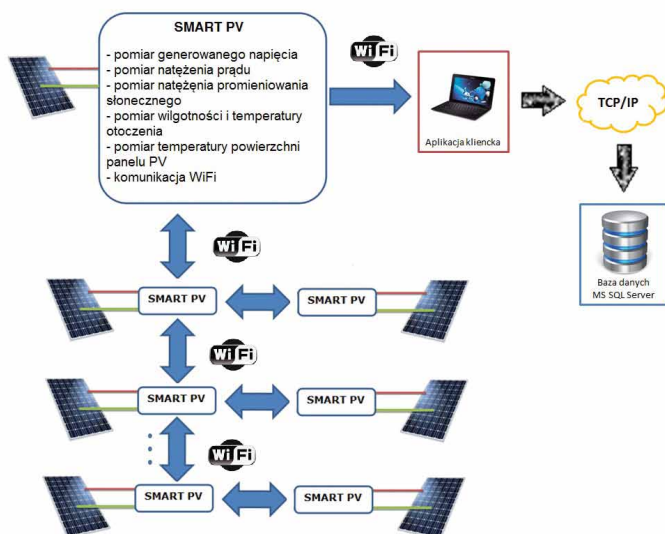 SMART PV
- pomiar generowanego napięcia
- pomiar natężenia prądu
- pomiar natężenia promieniowania
słonecznego
- pomiar wilgotności i temperatury
otoczenia
- pomiar temperatury powierzchni
panelu PV
- komunikacja WiFi
WiFi
Aplikacja kliencka
TCP/IP
Baza danych
MS SQL Server
WiFi
SMART PV
SMART PV
WiFi
SMART PV
SMART PV
WiFi
SMART PV
SMART PV